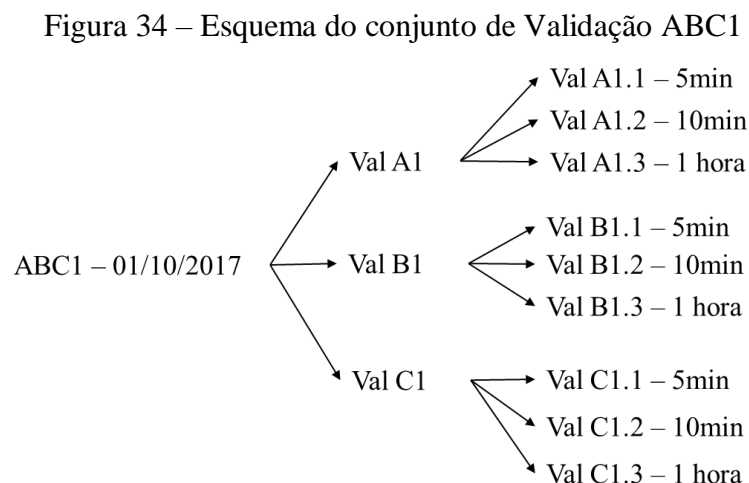 Figura 34 – Esquema do conjunto de Validação ABC1
Val A1.1 – 5min
Val A1.2 – 10min
Val A1
Val A1.3 – 1 hora
Val B1.1 – 5min
ABC1 – 01/10/2017
Val B1
Val B1.2 – 10min
Val B1.3 – 1 hora
Val C1
Val C1.1 – 5min
Val C1.2 – 10min
Val C1.3 – 1 hora